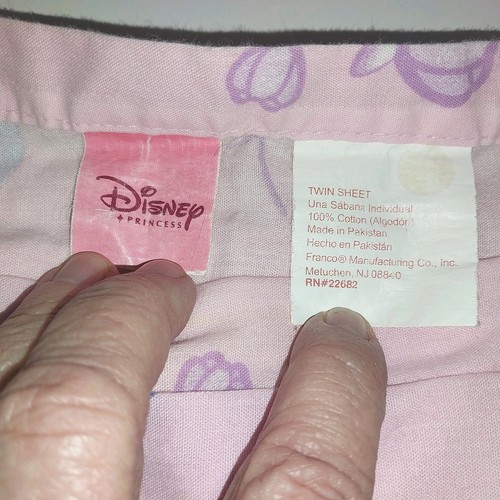 Disney
PRINCESS
TWIN SHEET
Una Sábana Individual
100% Cotton (Algodón)
Made in Pakistan
Hecho en Pakistán
Franco® Manufacturing Co., Inc.
Metuchen, NJ 08840
RN#22682